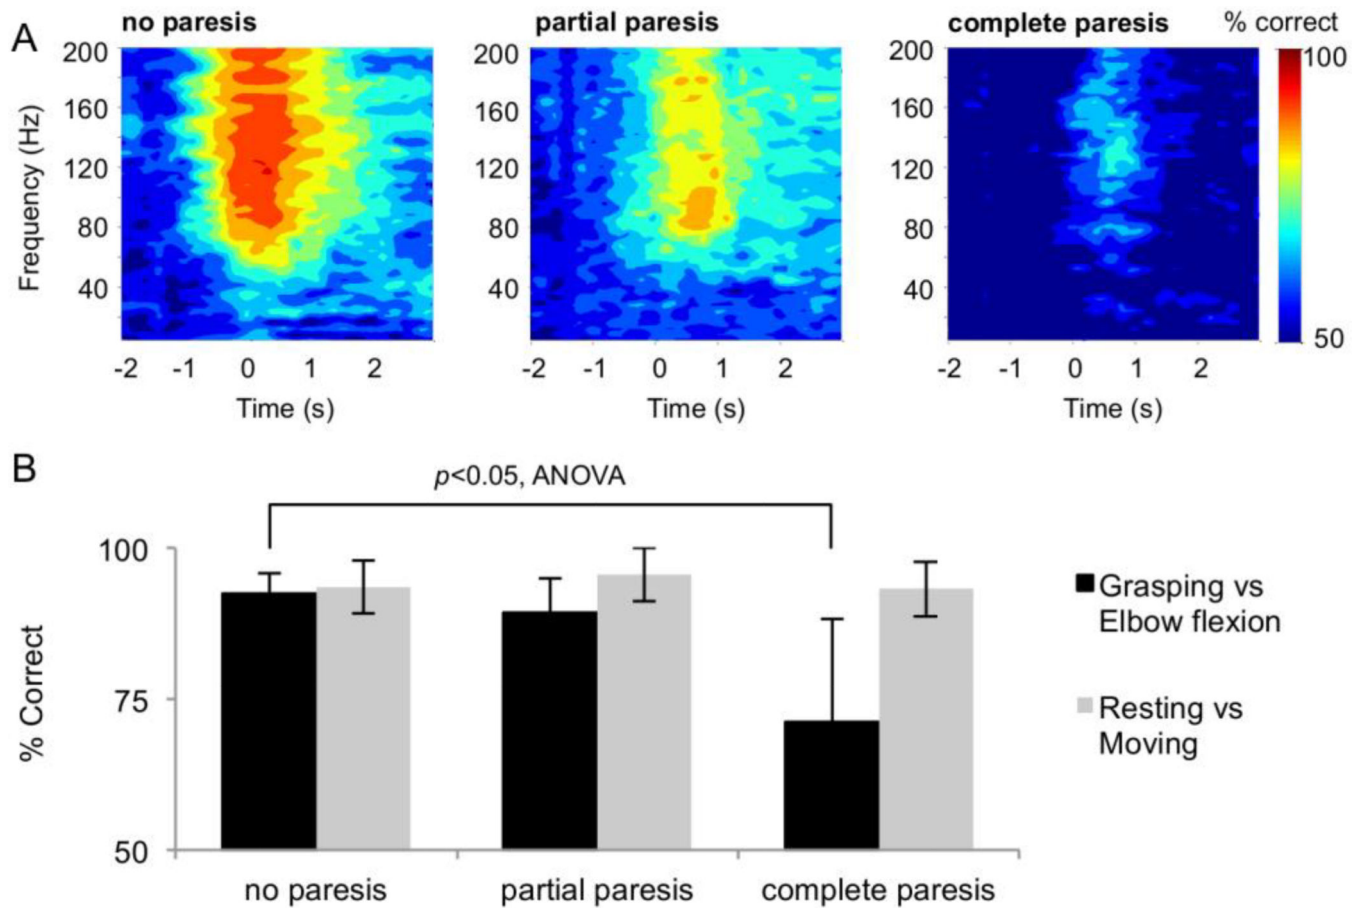 A
no paresis
partial paresis
complete paresis
% correct
200
160
120
80
40
Frequency (Hz)
-2 -1 0 1 2
Time (s)
200
160
120
80
40
-2 -1 0 1 2
Time (s)
200
160
120
80
40
-2 -1 0 1 2
Time (s)
100
50
B
p<0.05, ANOVA
100
75
50
% Correct
no paresis
partial paresis
complete paresis
Grasping vs
Elbow flexion
Resting vs
Moving